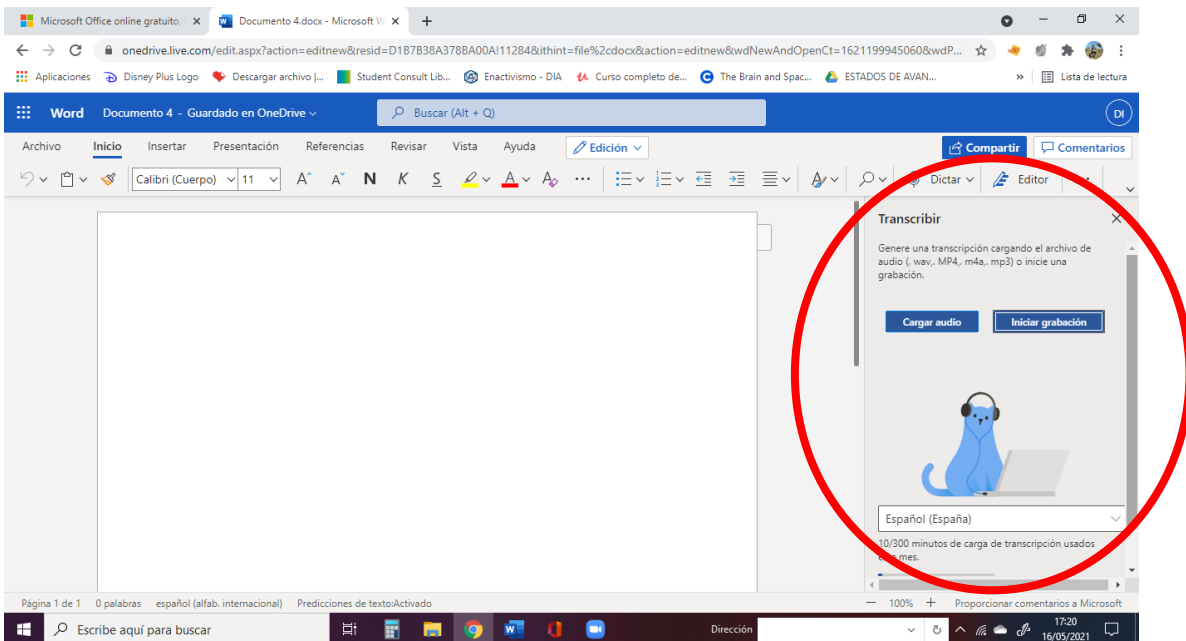 Microsoft Office online gratuito, \
Documento 4.docx - Microsoft W
onedrive.live.com/edit.aspx?action=editnew&resid=D1B7B38A378BA00A!11284&ithint=file%2cdocx&action=editnew&wdNewAndOpenCt=1621199945060&wdP...
Aplicaciones Disney Plus Logo Descargar archivo |... Student Consult Lib... Enactivismo - DIA Curso completo de... The Brain and Spac... ESTADOS DE AVAN... » Lista de lectura
Word Documento 4 - Guardado en OneDrive Buscar (Alt + Q) DI
Archivo Inicio Insertar Presentación Referencias Revisar Vista Ayuda Edición Compartir Comentarios
Calibri (Cuerpo) 11 A A N K S A A ... Dictar Editor
Transcribir
Genere una transcripción cargando el archivo de
audio (. wav,. MP4,. m4a,. mp3) o inicie una
grabación.
Cargar audio Iniciar grabación
Español (España)
10/300 minutos de carga de transcripción usados
mes.
Página 1 de 1 0 palabras español (alfab. internacional) Predicciones de texto:Activado 100% Proporcionar comentarios a Microsoft
Escribe aquí para buscar Dirección 17:20
16/05/2021